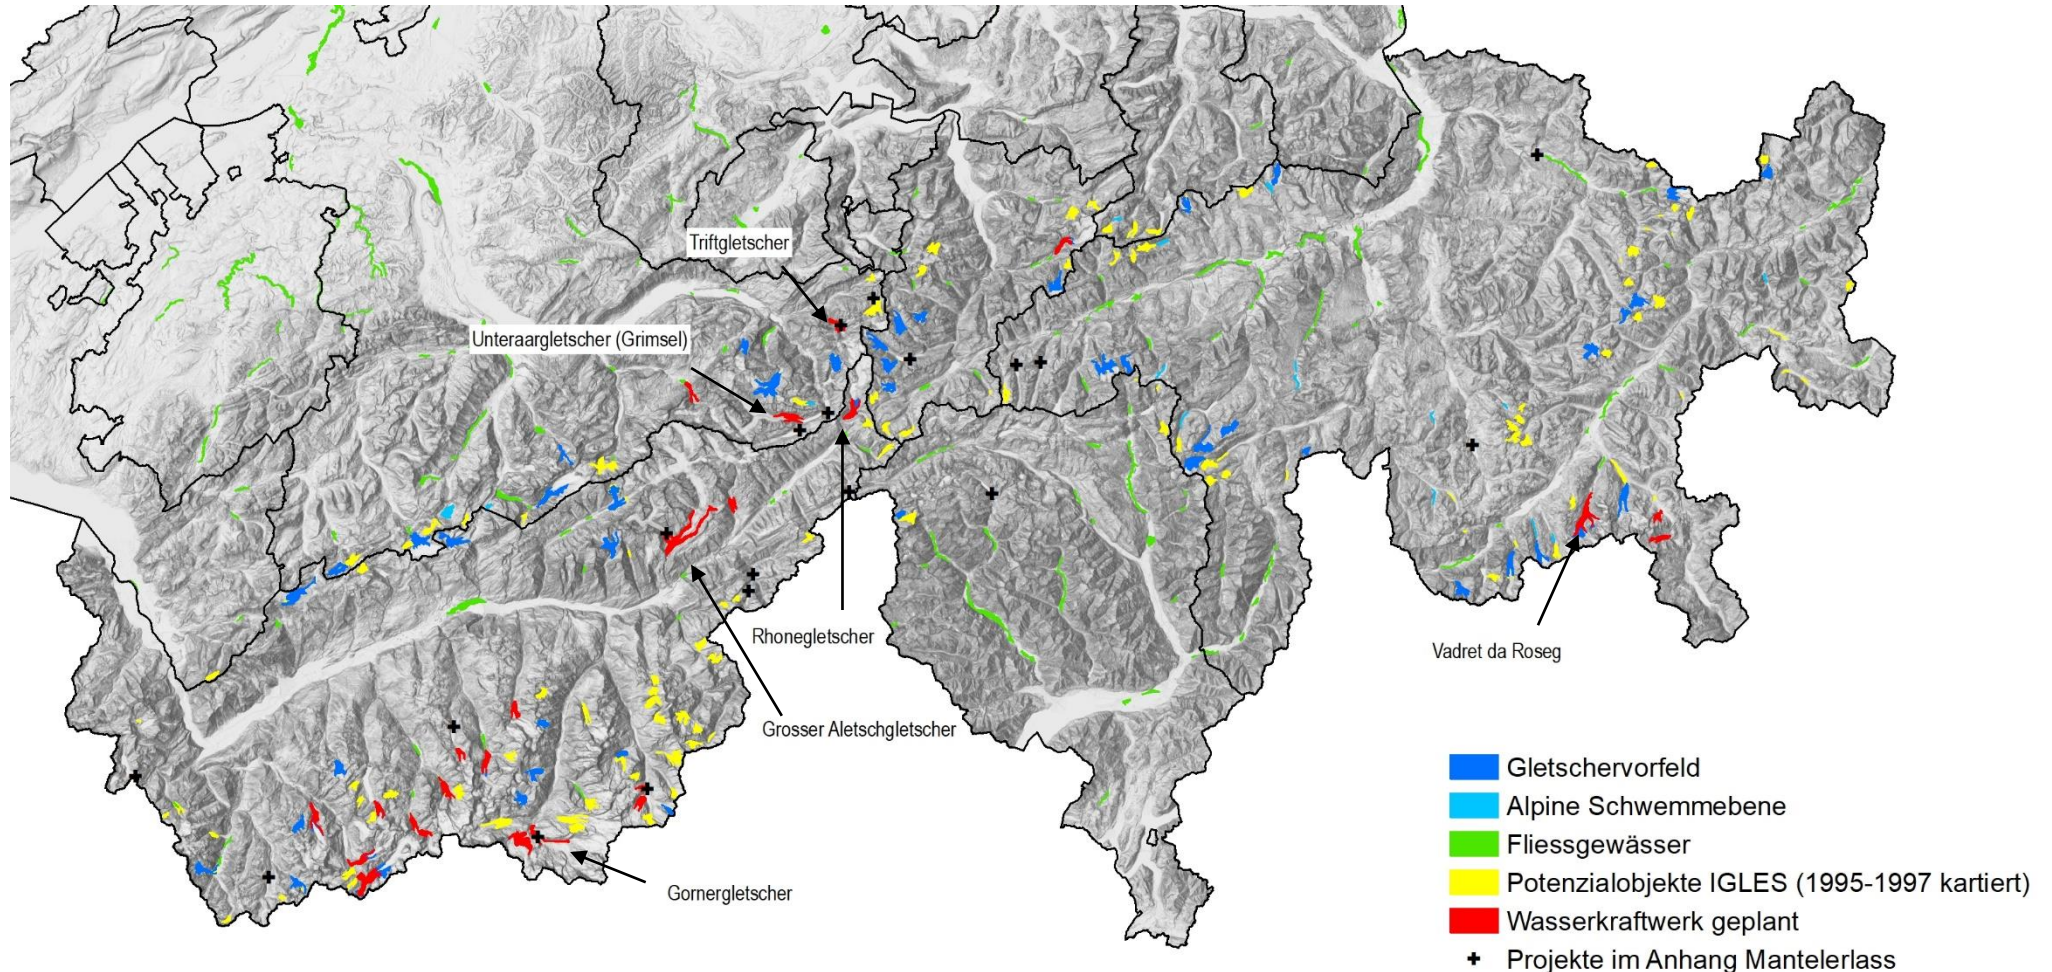 Triftgletscher
Unteraargletscher (Grimsel)
Rhonegletscher
Vadret da Roseg
Grosser Aletschgletscher
Gornergletscher
Gletschervorfeld
Alpine Schwemmebene
Fliessgewässer
Potenzialobjekte IGLES (1995-1997 kartiert)
Wasserkraftwerk geplant
Projekte im Anhang Mantelerlass